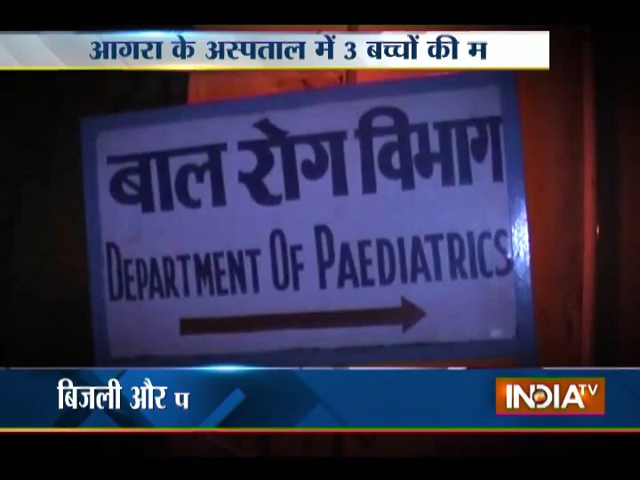 आगरा के अस्पताल में 3 बच्चों की म
बाल रोग विभाग
DEPARTMENT OF PAEDIATRICS
बिजली और प
INDIA TV